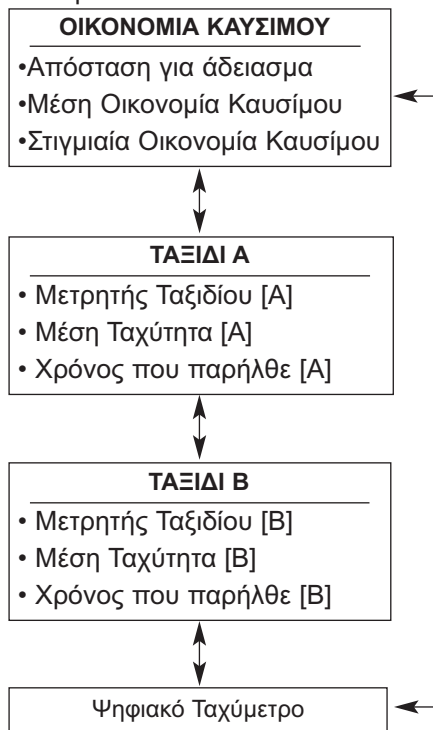 ΟΙΚΟΝΟΜΙΑ ΚΑΥΣΙΜΟΥ
•Απόσταση για άδειασμα
•Μέση Οικονομία Καυσίμου
•Στιγμιαία Οικονομία Καυσίμου
ΤΑΞΙΔΙ Α
• Μετρητής Ταξιδίου [Α]
• Μέση Ταχύτητα [Α]
• Χρόνος που παρήλθε [Α]
ΤΑΞΙΔΙ Β
• Μετρητής Ταξιδίου [Β]
• Μέση Ταχύτητα [Β]
• Χρόνος που παρήλθε [Β]
Ψηφιακό Ταχύμετρο